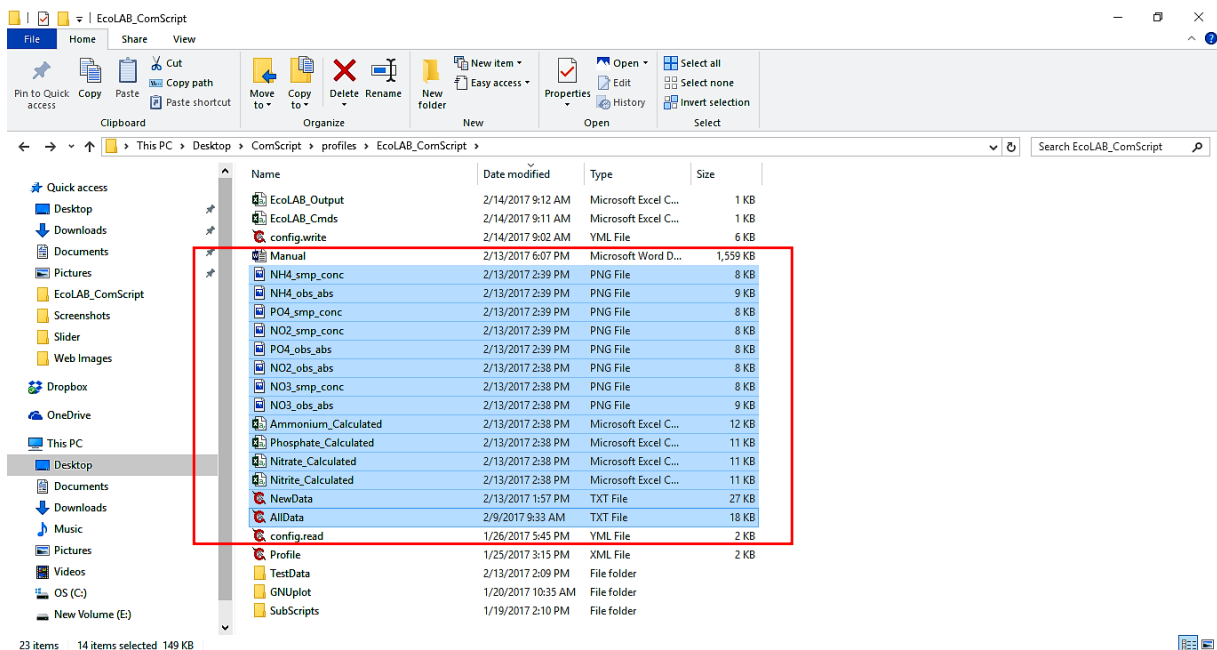 EcoLAB_ComScript
File Home Share View
Pin to Quick access
Copy
Paste
Cut
Copy path
Paste shortcut
Clipboard
Move to
Copy to
Delete
Rename
Organize
New folder
New item
Easy access
New
Properties
Open
Edit
History
Open
Select all
Select none
Invert selection
Select
This PC > Desktop > ComScript > profiles > EcoLAB_ComScript >
Search EcoLAB_ComScript
Quick access
Desktop
Downloads
Documents
Pictures
EcoLAB_ComScript
Screenshots
Slider
Web Images
Dropbox
OneDrive
This PC
Desktop
Documents
Downloads
Music
Pictures
Videos
OS (C:)
New Volume (E:)
Name Date modified Type Size
EcoLAB_Output 2/14/2017 9:12 AM Microsoft Excel C... 1 KB
EcoLAB_Cmds 2/14/2017 9:11 AM Microsoft Excel C... 1 KB
config.write 2/14/2017 9:02 AM YML File 6 KB
Manual 2/13/2017 6:07 PM Microsoft Word D... 1,559 KB
NH4_smp_conc 2/13/2017 2:39 PM PNG File 8 KB
NH4_obs_abs 2/13/2017 2:39 PM PNG File 9 KB
PO4_smp_conc 2/13/2017 2:39 PM PNG File 8 KB
NO2_smp_conc 2/13/2017 2:39 PM PNG File 8 KB
PO4_obs_abs 2/13/2017 2:39 PM PNG File 8 KB
NO2_obs_abs 2/13/2017 2:38 PM PNG File 8 KB
NO3_smp_conc 2/13/2017 2:38 PM PNG File 8 KB
NO3_obs_abs 2/13/2017 2:38 PM PNG File 9 KB
Ammonium_Calculated 2/13/2017 2:38 PM Microsoft Excel C... 12 KB
Phosphate_Calculated 2/13/2017 2:38 PM Microsoft Excel C... 11 KB
Nitrate_Calculated 2/13/2017 2:38 PM Microsoft Excel C... 11 KB
Nitrite_Calculated 2/13/2017 2:38 PM Microsoft Excel C... 11 KB
NewData 2/13/2017 1:57 PM TXT File 27 KB
AllData 2/9/2017 9:33 AM TXT File 18 KB
config.read 1/26/2017 5:45 PM YML File 2 KB
Profile 1/25/2017 3:15 PM XML File 2 KB
TestData 2/13/2017 2:09 PM File folder
GNUplot 1/20/2017 10:35 AM File folder
SubScripts 1/19/2017 2:10 PM File folder
23 items 14 items selected 149 KB